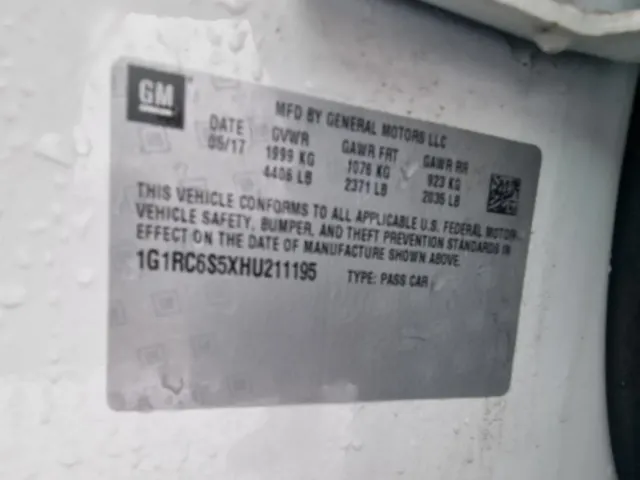 GM
MFD BY GENERAL MOTORS LLC
DATE GVWR GAWR FRT GAWR RR
05/17 1999 KG 1076 KG 923 KG
4406 LB 2371 LB 2035 LB
THIS VEHICLE CONFORMS TO ALL APPLICABLE U.S. FEDERAL MOTOR
VEHICLE SAFETY, BUMPER, AND THEFT PREVENTION STANDARDS IN
EFFECT ON THE DATE OF MANUFACTURE SHOWN ABOVE.
1G1RC6S5XHU211195 TYPE: PASS CAR